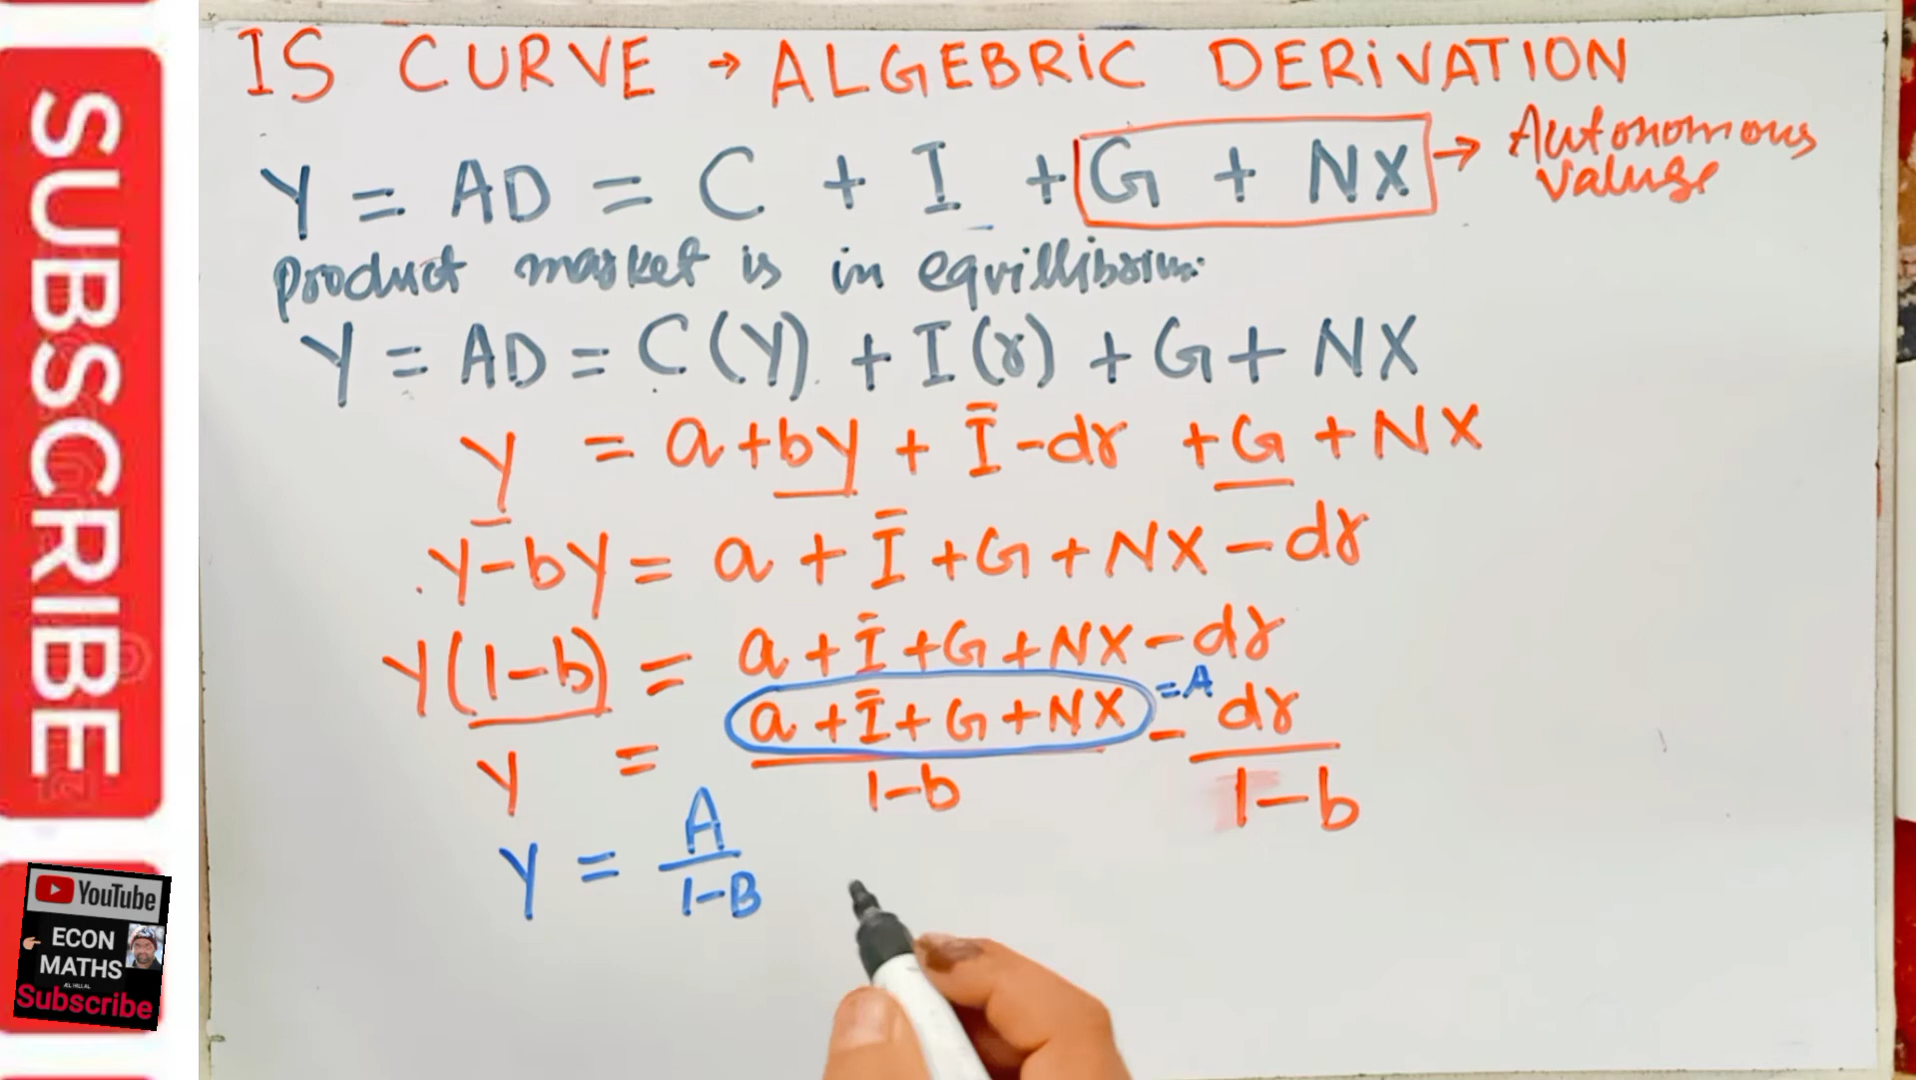 SUBSCRIBE
IS CURVE → ALGEBRIC DERIVATION
Y = AD = C + I + G + NX → Autonomous
values
product market is in equillibrium.
Y = AD = C(Y) + I(r) + G + NX
Y = a + by + Ī - dr + G + NX
Y - bY = a + Ī + G + NX - dr
Y(1-b) = a + Ī + G + NX - dr
a + Ī + G + NX = A
Y = ‾‾‾‾‾‾‾‾‾‾‾‾ - dr
1-b 1-b
Y = A
1-B
YouTube
ECON
MATHS
Subscribe